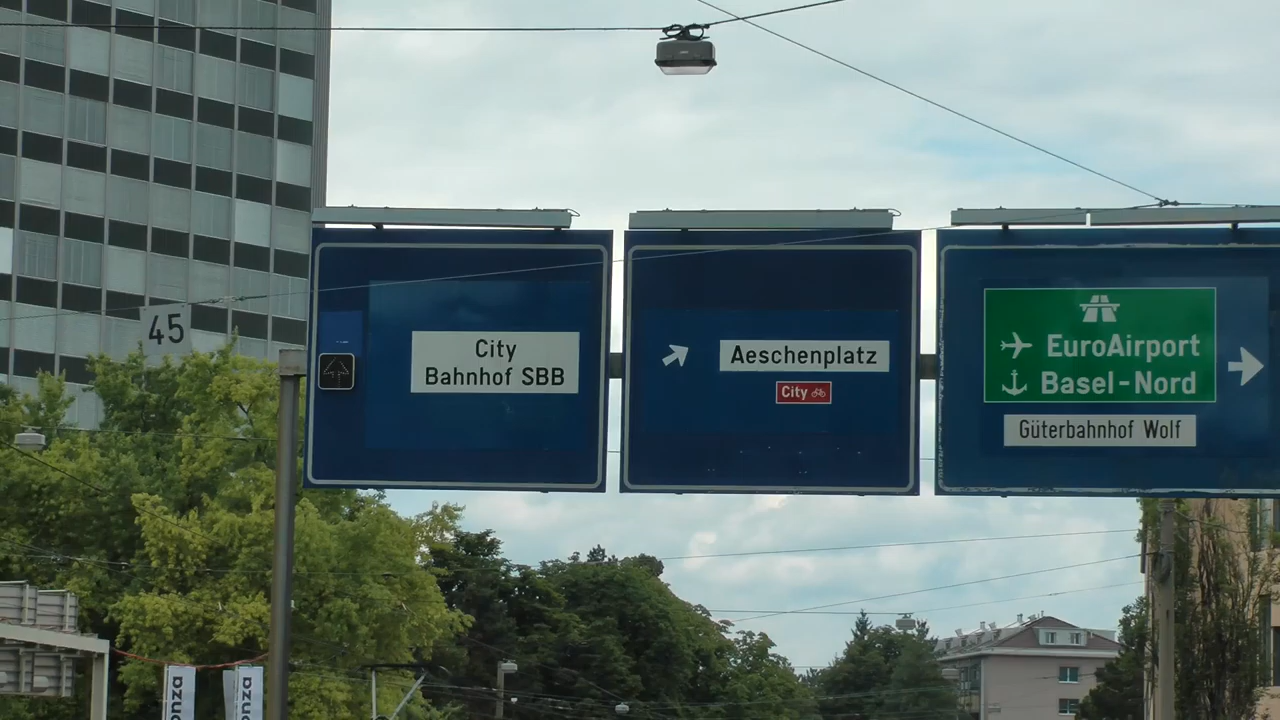 45
City
Bahnhof SBB
Aeschenplatz
City
EuroAirport
Basel-Nord
Güterbahnhof Wolf